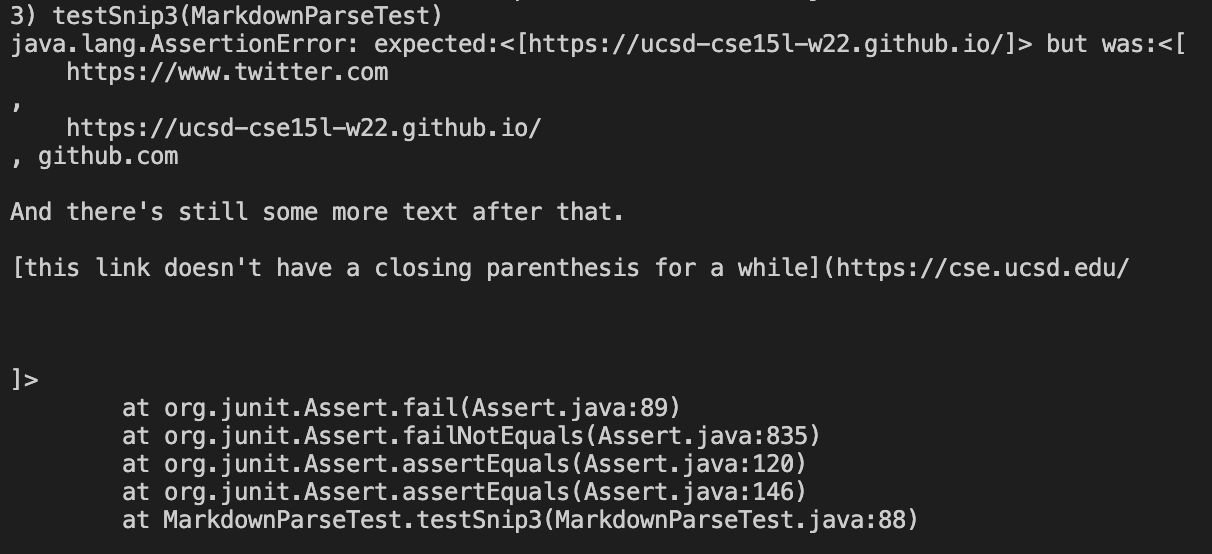 3) testSnip3(MarkdownParseTest)
java.lang.AssertionError: expected:<[https://ucsd-cse15l-w22.github.io/]> but was:<[
    https://www.twitter.com
,
    https://ucsd-cse15l-w22.github.io/
, github.com

And there's still some more text after that.

[this link doesn't have a closing parenthesis for a while](https://cse.ucsd.edu/



]>
        at org.junit.Assert.fail(Assert.java:89)
        at org.junit.Assert.failNotEquals(Assert.java:835)
        at org.junit.Assert.assertEquals(Assert.java:120)
        at org.junit.Assert.assertEquals(Assert.java:146)
        at MarkdownParseTest.testSnip3(MarkdownParseTest.java:88)